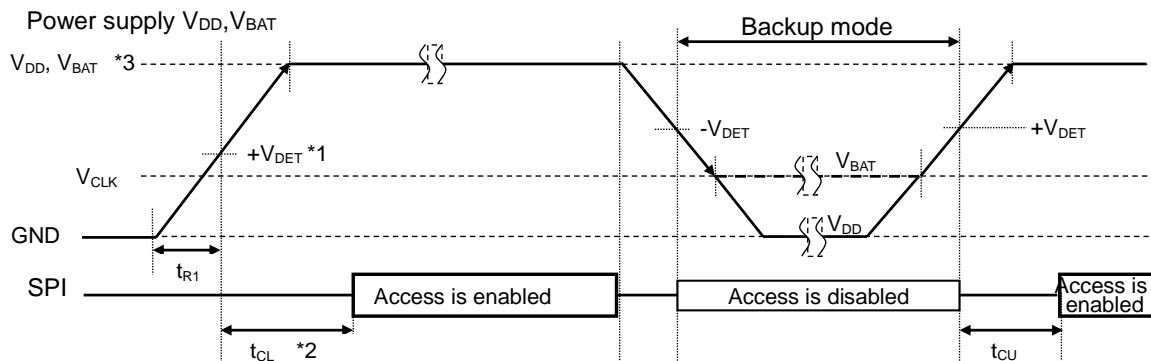 Power supply VDD,VBAT
Backup mode
VDD, VBAT *3
-VDET
+VDET
+VDET *1
VCLK
VBAT
VDD
GND
tR1
SPI
Access is enabled
Access is disabled
Access is
enabled
tCL *2
tCU